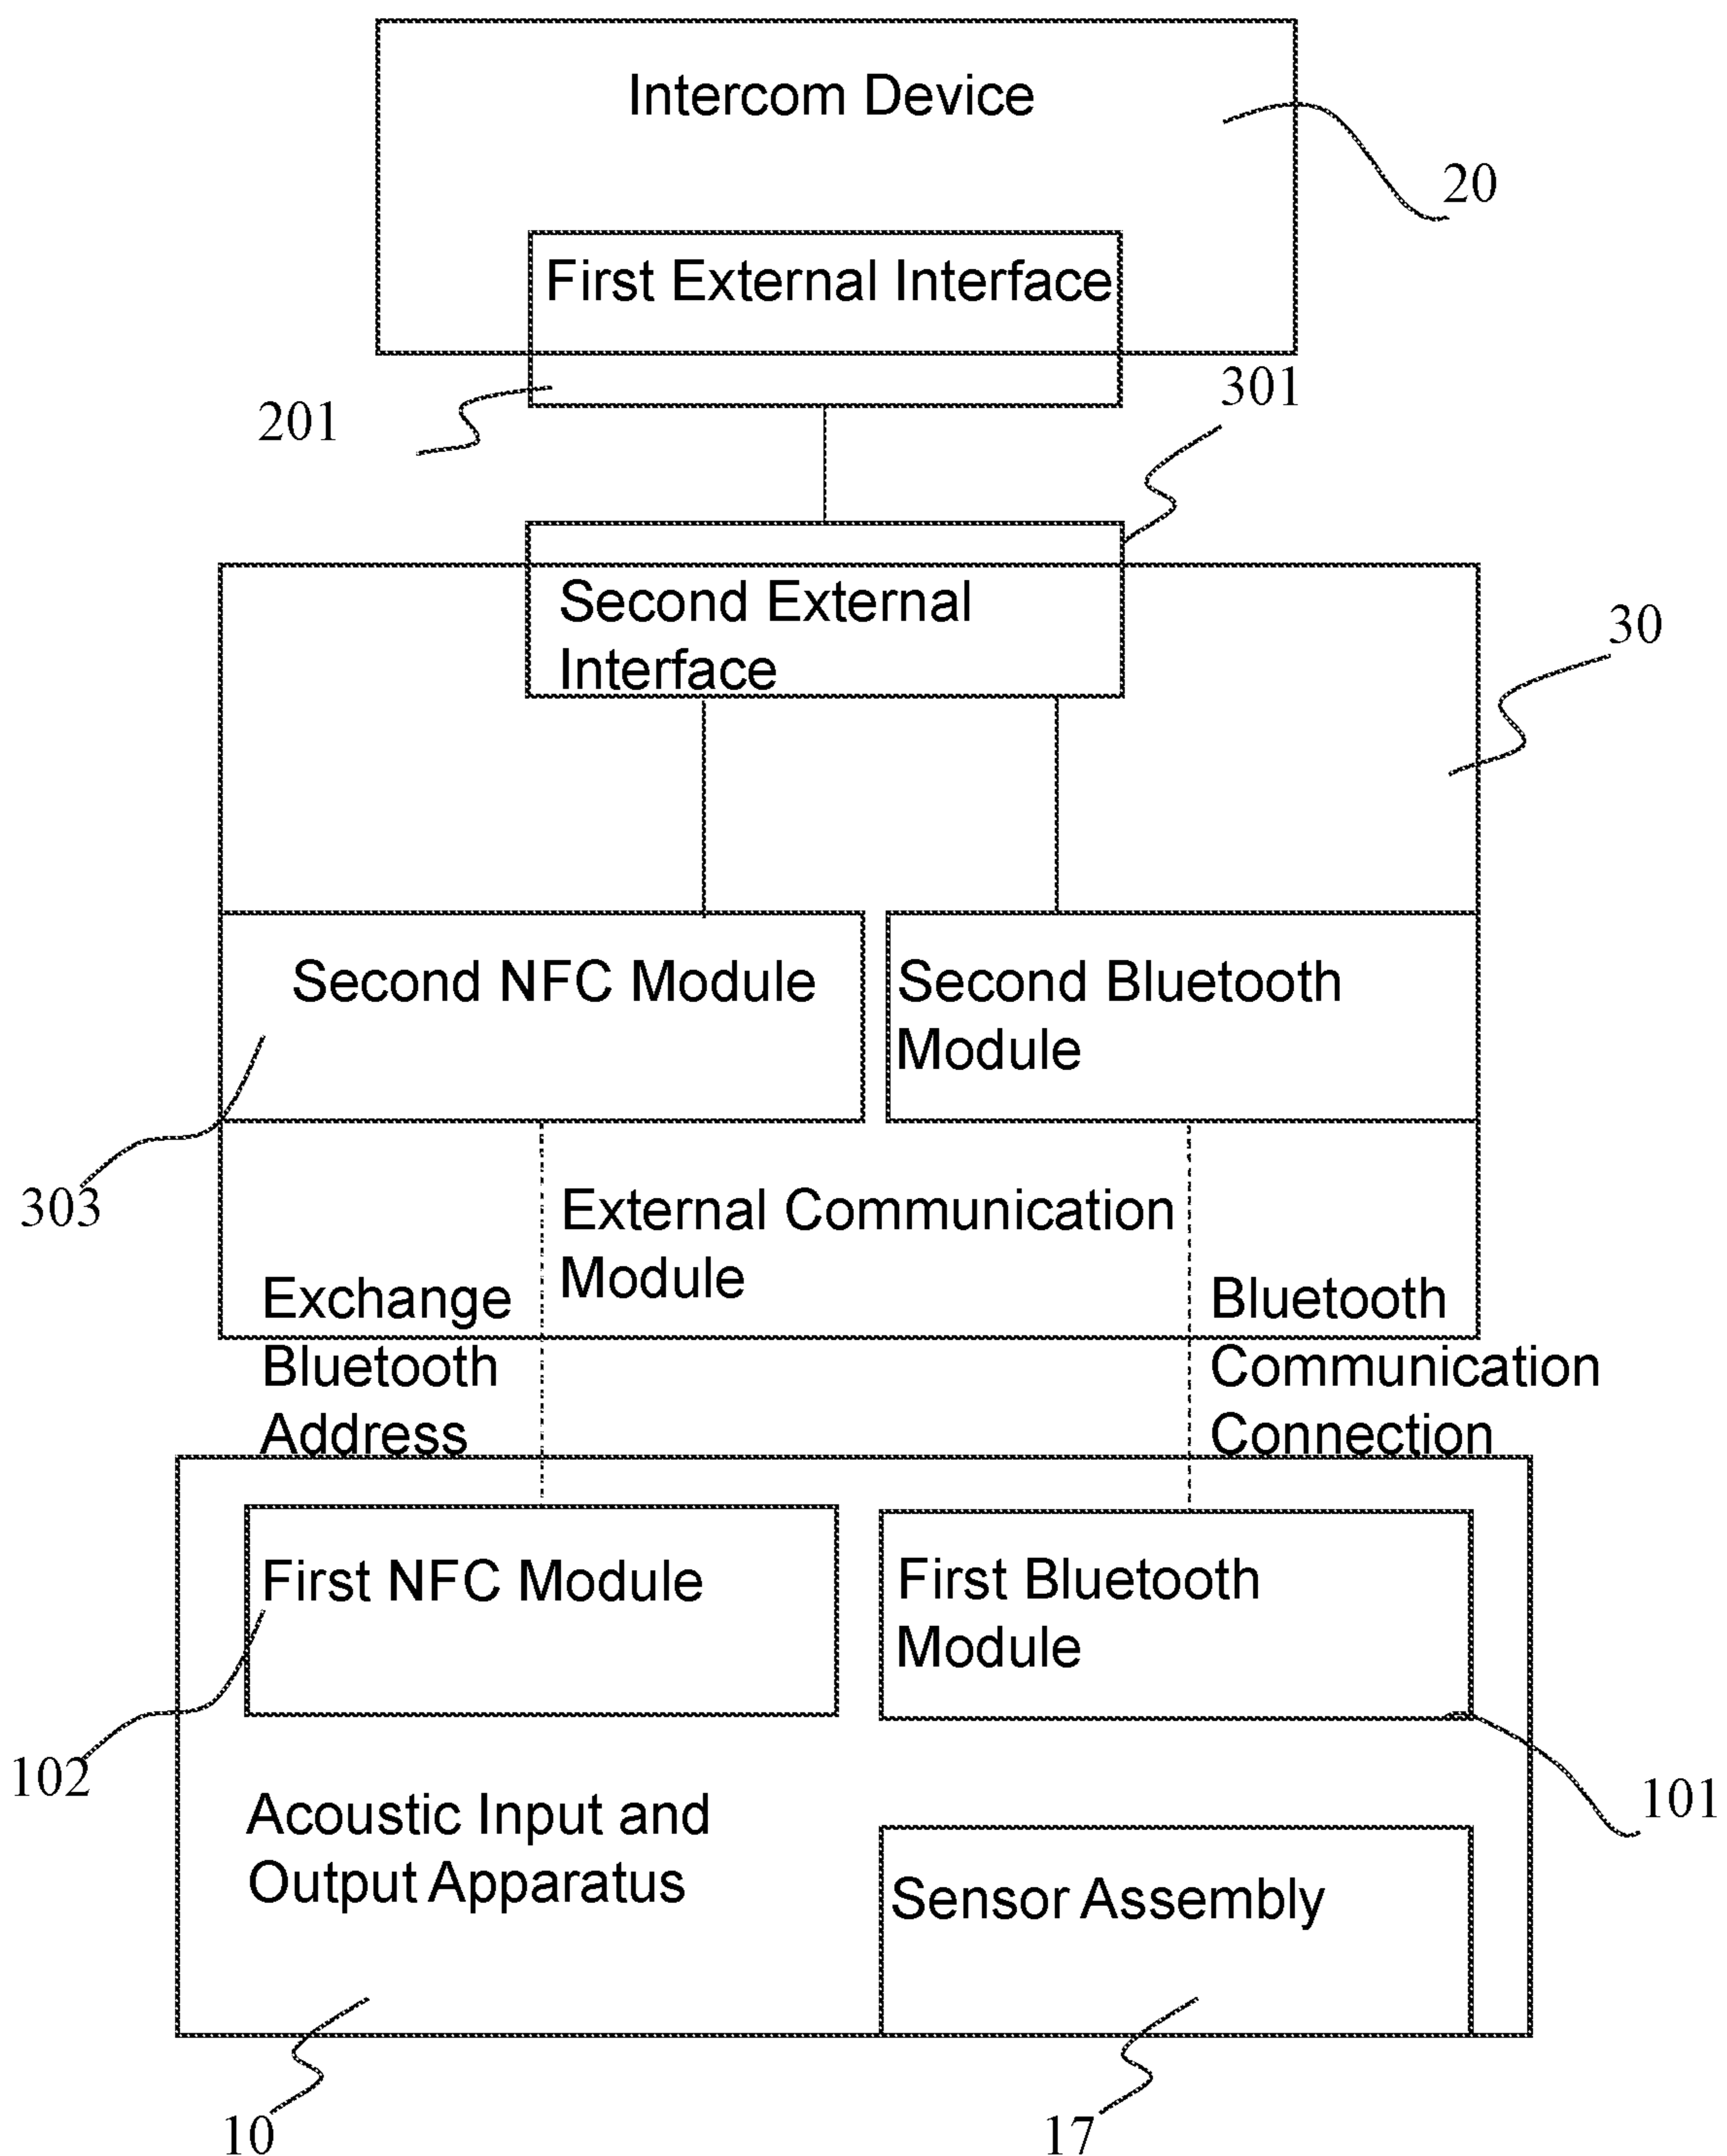 Intercom Device
20
First External Interface
201
301
Second External
Interface
30
Second NFC Module
Second Bluetooth
Module
303
External Communication
Module
Exchange
Bluetooth
Address
Bluetooth
Communication
Connection
First NFC Module
First Bluetooth
Module
102
101
Acoustic Input and
Output Apparatus
Sensor Assembly
10
17